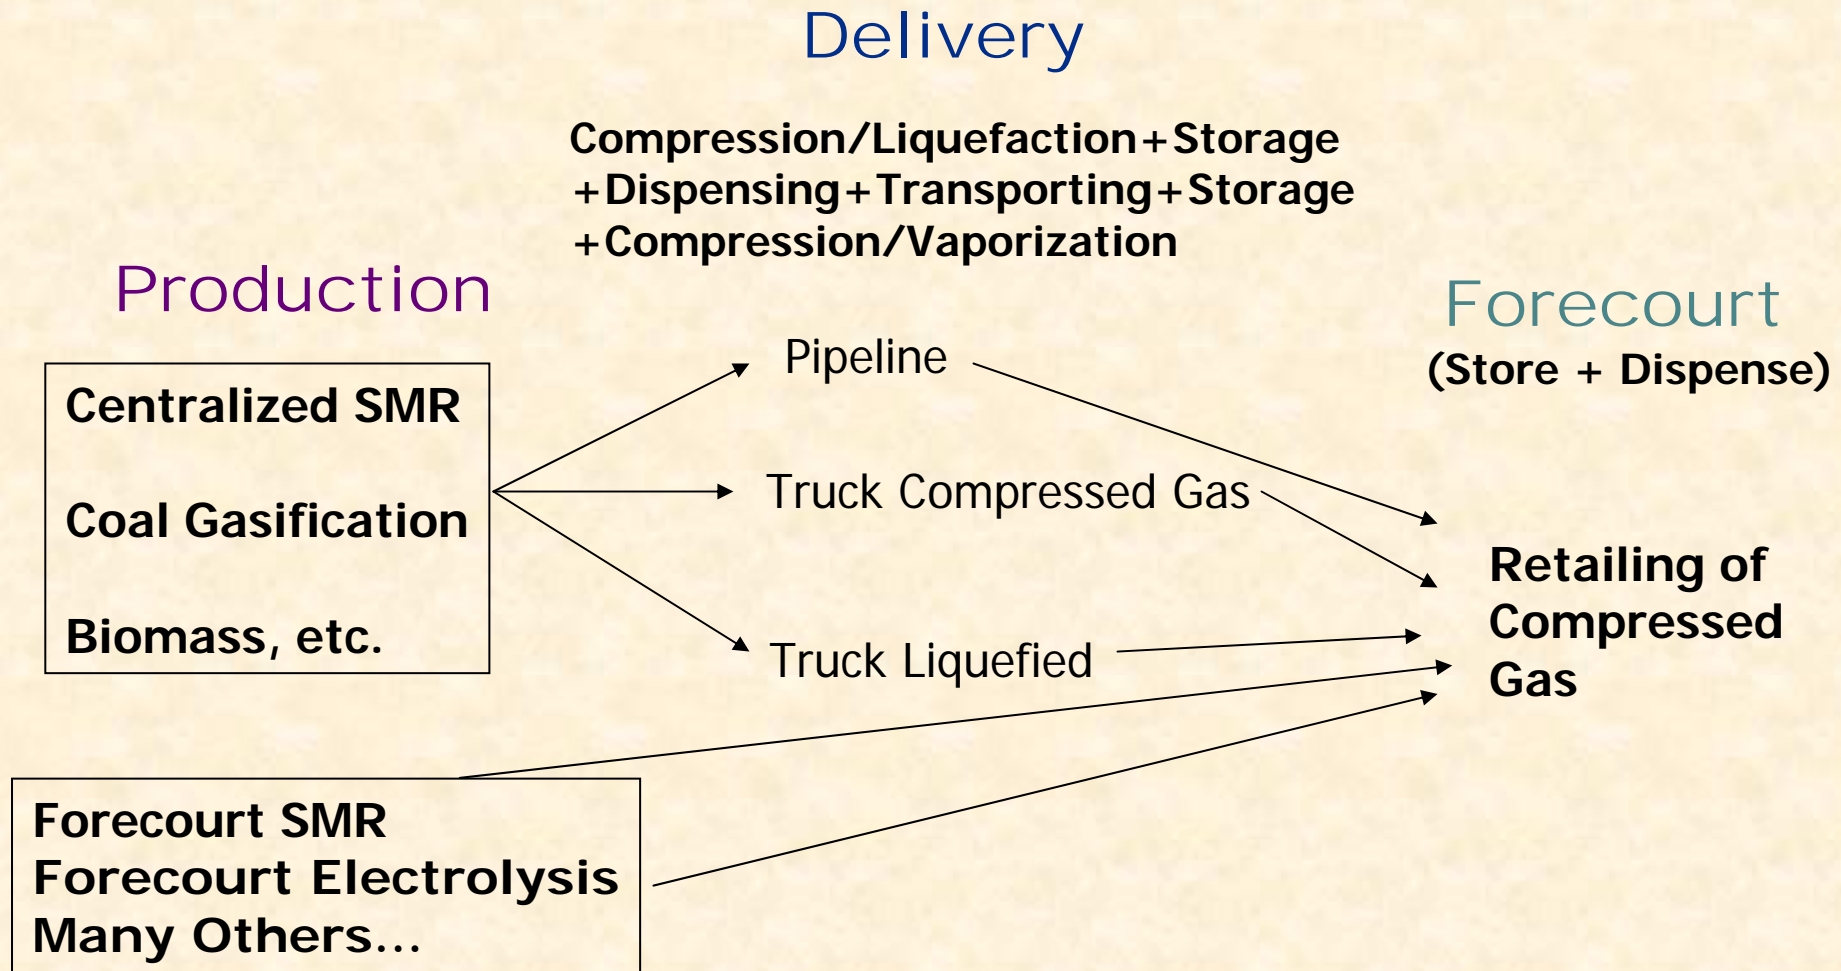 Delivery
Compression/Liquefaction+Storage
+Dispensing+Transporting+Storage
+Compression/Vaporization
Production
Forecourt
(Store + Dispense)
Centralized SMR
Coal Gasification
Biomass, etc.
Pipeline
Truck Compressed Gas
Truck Liquefied
Retailing of
Compressed
Gas
Forecourt SMR
Forecourt Electrolysis
Many Others...